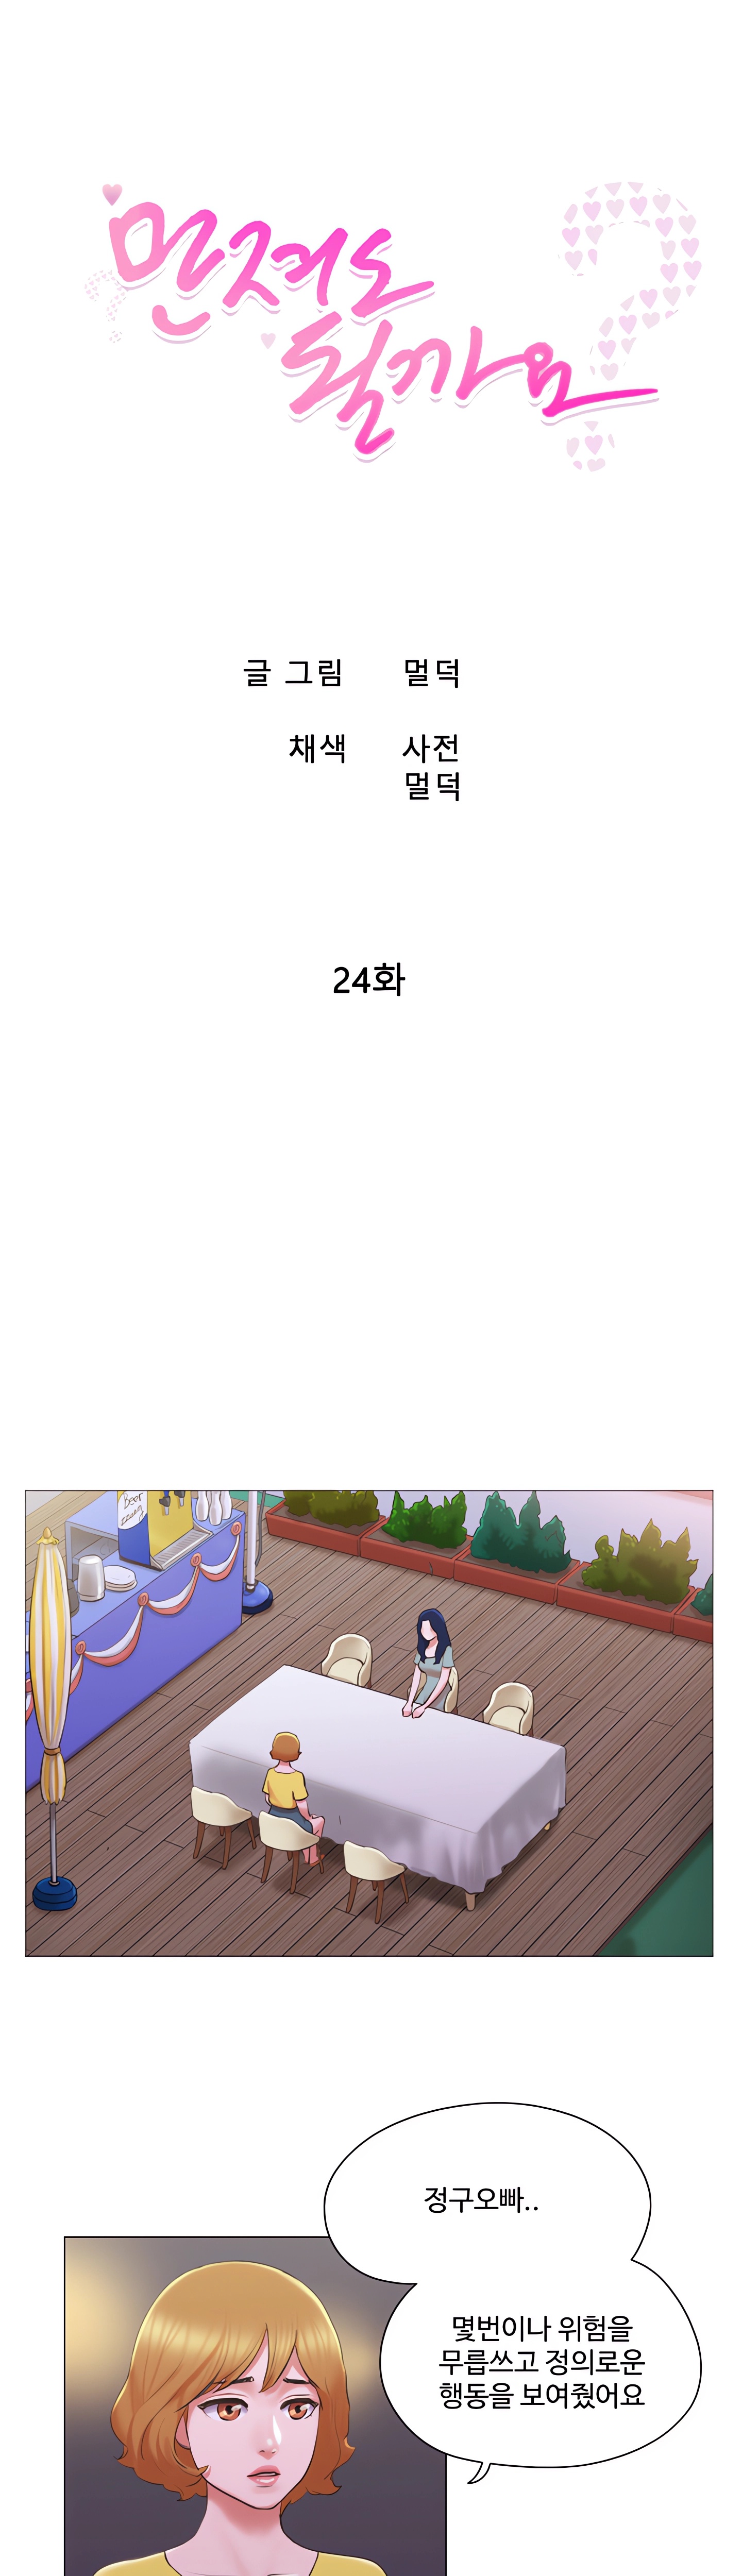 먼저도
될까요?
글 그림 멀덕
채색 사전
멀덕
24화
Beer
정구오빠..
몇번이나 위험을
무릅쓰고 정의로운
행동을 보여줬어요